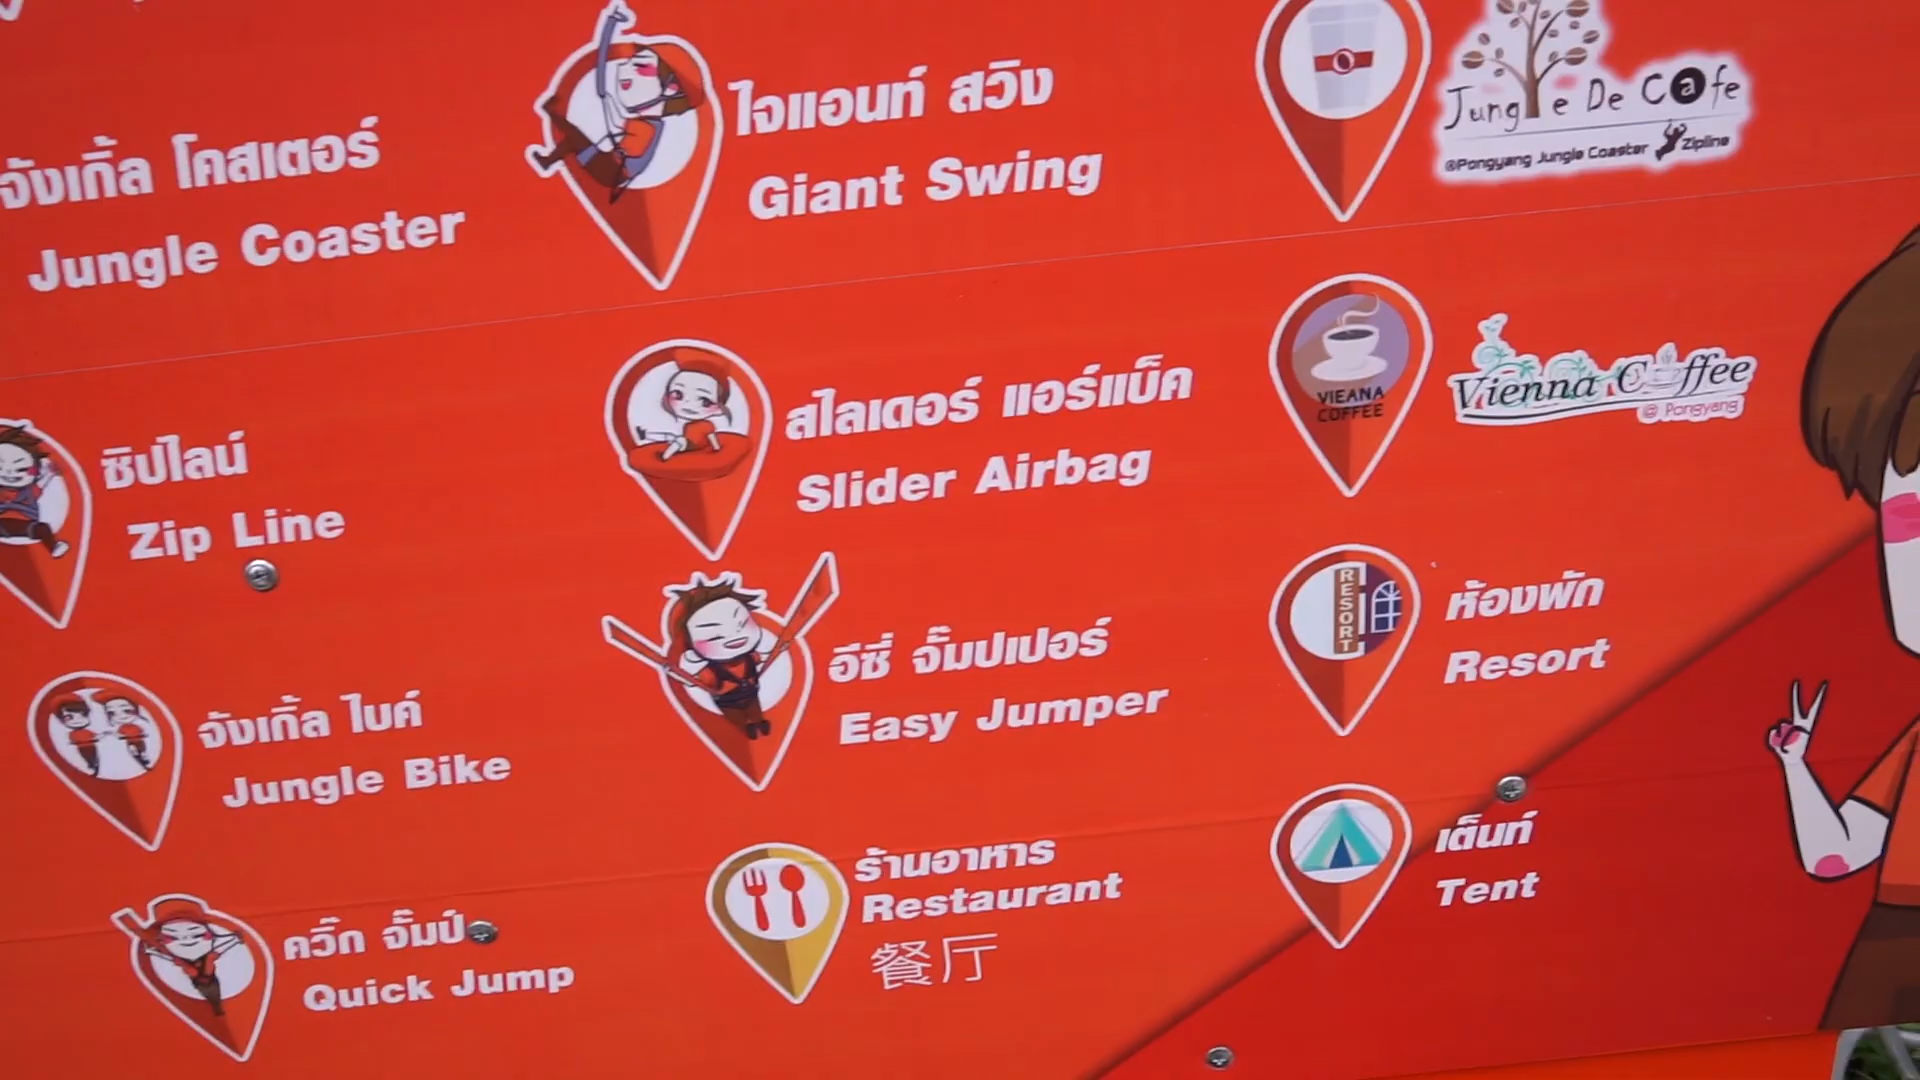 จังเกิ้ล โคสเตอร์
Jungle Coaster
ซิปไลน์
Zip Line
จังเกิ้ล ไบค์
Jungle Bike
ควิ๊ก จั๊มป์
Quick Jump
ไจแอนท์ สวิง
Giant Swing
สไลเดอร์ แอร์แบ็ค
Slider Airbag
อีซี่ จั๊มปเปอร์
Easy Jumper
ร้านอาหาร
Restaurant
餐厅
Jungle De Cafe
@Pongyang Jungle Coaster Zipline
VIEANA
COFFEE
Vienna Coffee
@ Pongyang
RESORT
ห้องพัก
Resort
เต็นท์
Tent